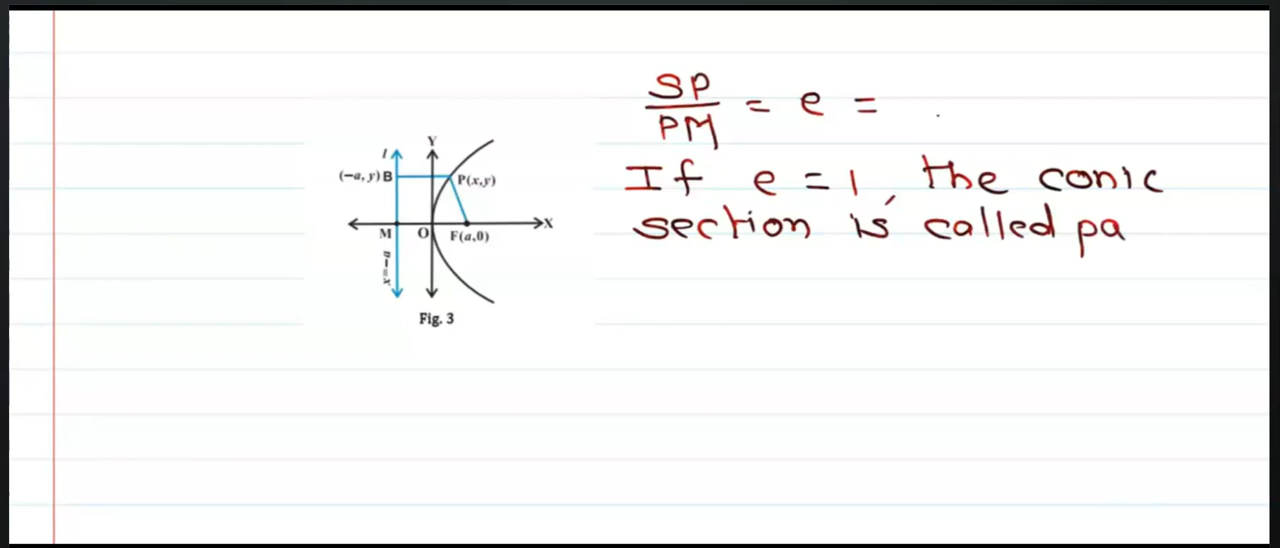 SP
PM = e =
If e = 1, the conic
section is called pa
Y
l
(−a, y) B
P(x,y)
X
M
O
F(a,0)
x=−a
Fig. 3